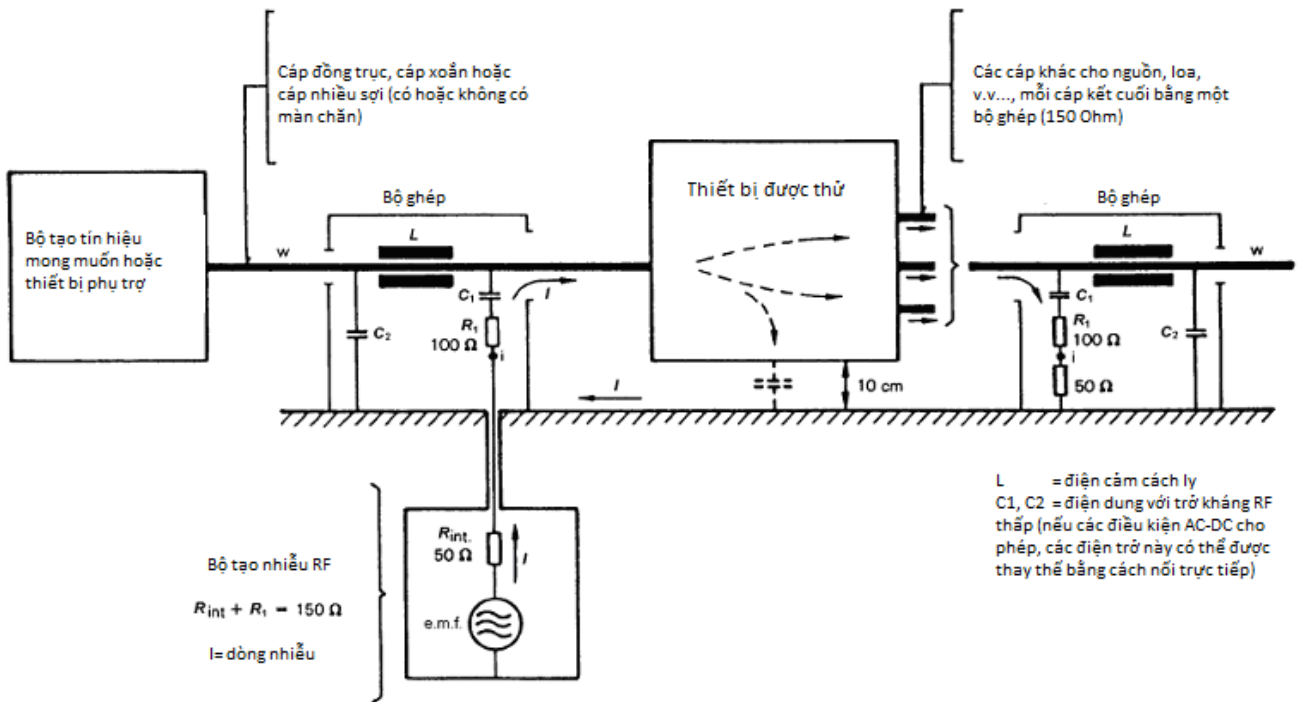 Cáp đồng trục, cáp xoắn hoặc
cáp nhiều sợi (có hoặc không có
màn chăn)
Các cáp khác cho nguồn, loa,
v.v..., mỗi cáp kết cuối bằng một
bộ ghép (150 Ohm)
Bộ tạo tín hiệu
mong muốn hoặc
thiết bị phụ trợ
w
Bộ ghép
L
C2
C1
R1
100 Ω
i
I
Thiết bị được thử
10 cm
I
Bộ ghép
L
w
C1
R1
100 Ω
i
50 Ω
C2
Bộ tạo nhiễu RF
Rint + R1 = 150 Ω
I= dòng nhiễu
Rint.
50 Ω
I
e.m.f.
L = điện cảm cách ly
C1, C2 = điện dung với trở kháng RF
thấp (nếu các điều kiện AC-DC cho
phép, các điện trở này có thể được
thay thế bằng cách nối trực tiếp)